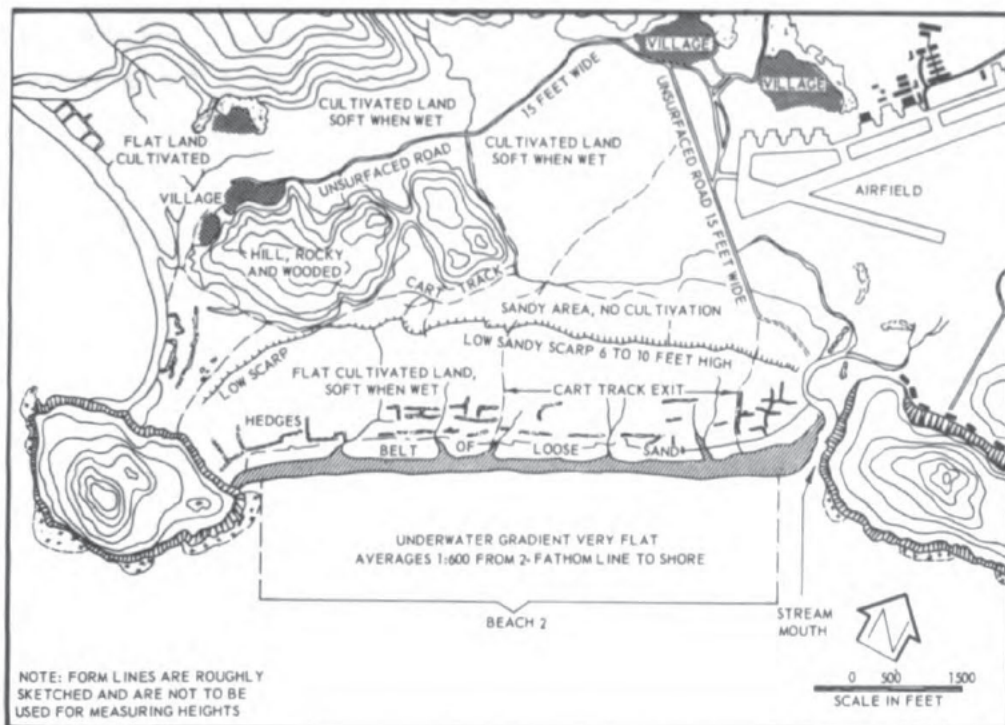 VILLAGE
VILLAGE
CULTIVATED LAND
SOFT WHEN WET
15 FEET WIDE
FLAT LAND
CULTIVATED
CULTIVATED LAND
SOFT WHEN WET
UNSURFACED ROAD
UNSURFACED ROAD 15 FEET WIDE
AIRFIELD
VILLAGE
HILL, ROCKY
AND WOODED
CART TRACK
SANDY AREA, NO CULTIVATION
LOW SANDY SCARP 6 TO 10 FEET HIGH
LOW SCARP
FLAT CULTIVATED LAND,
SOFT WHEN WET
CART TRACK EXIT
HEDGES
BELT OF LOOSE SAND
UNDERWATER GRADIENT VERY FLAT
AVERAGES 1:600 FROM 2-FATHOM LINE TO SHORE
BEACH 2
STREAM
MOUTH
N
NOTE: FORM LINES ARE ROUGHLY
SKETCHED AND ARE NOT TO BE
USED FOR MEASURING HEIGHTS
0 500 1500
SCALE IN FEET